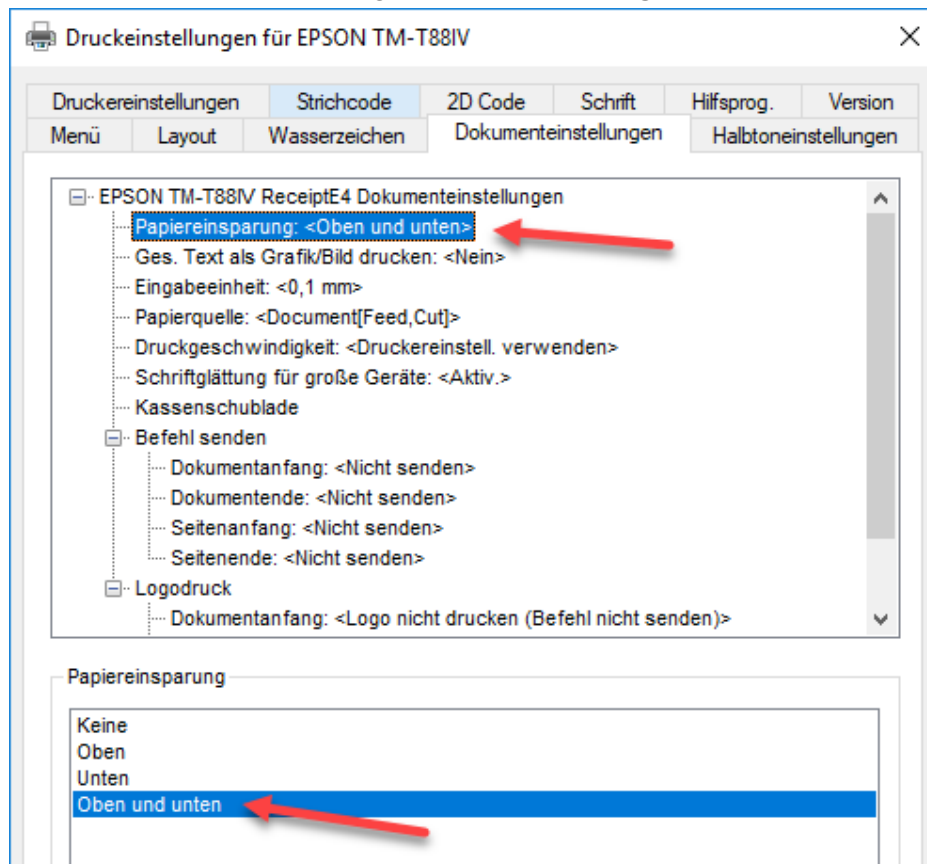 Druckeinstellungen für EPSON TM-T88IV
Druckereinstellungen Strichcode 2D Code Schrift Hilfsprog. Version
Menü Layout Wasserzeichen Dokumenteinstellungen Halbtoneinstellungen
EPSON TM-T88IV ReceiptE4 Dokumenteinstellungen
Papiereinsparung: <Oben und unten>
Ges. Text als Grafik/Bild drucken: <Nein>
Eingabeeinheit: <0,1 mm>
Papierquelle: <Document[Feed,Cut]>
Druckgeschwindigkeit: <Druckereinstell. verwenden>
Schriftglättung für große Geräte: <Aktiv.>
Kassenschublade
Befehl senden
Dokumentanfang: <Nicht senden>
Dokumentende: <Nicht senden>
Seitenanfang: <Nicht senden>
Seitenende: <Nicht senden>
Logodruck
Dokumentanfang: <Logo nicht drucken (Befehl nicht senden)>
Papiereinsparung
Keine
Oben
Unten
Oben und unten